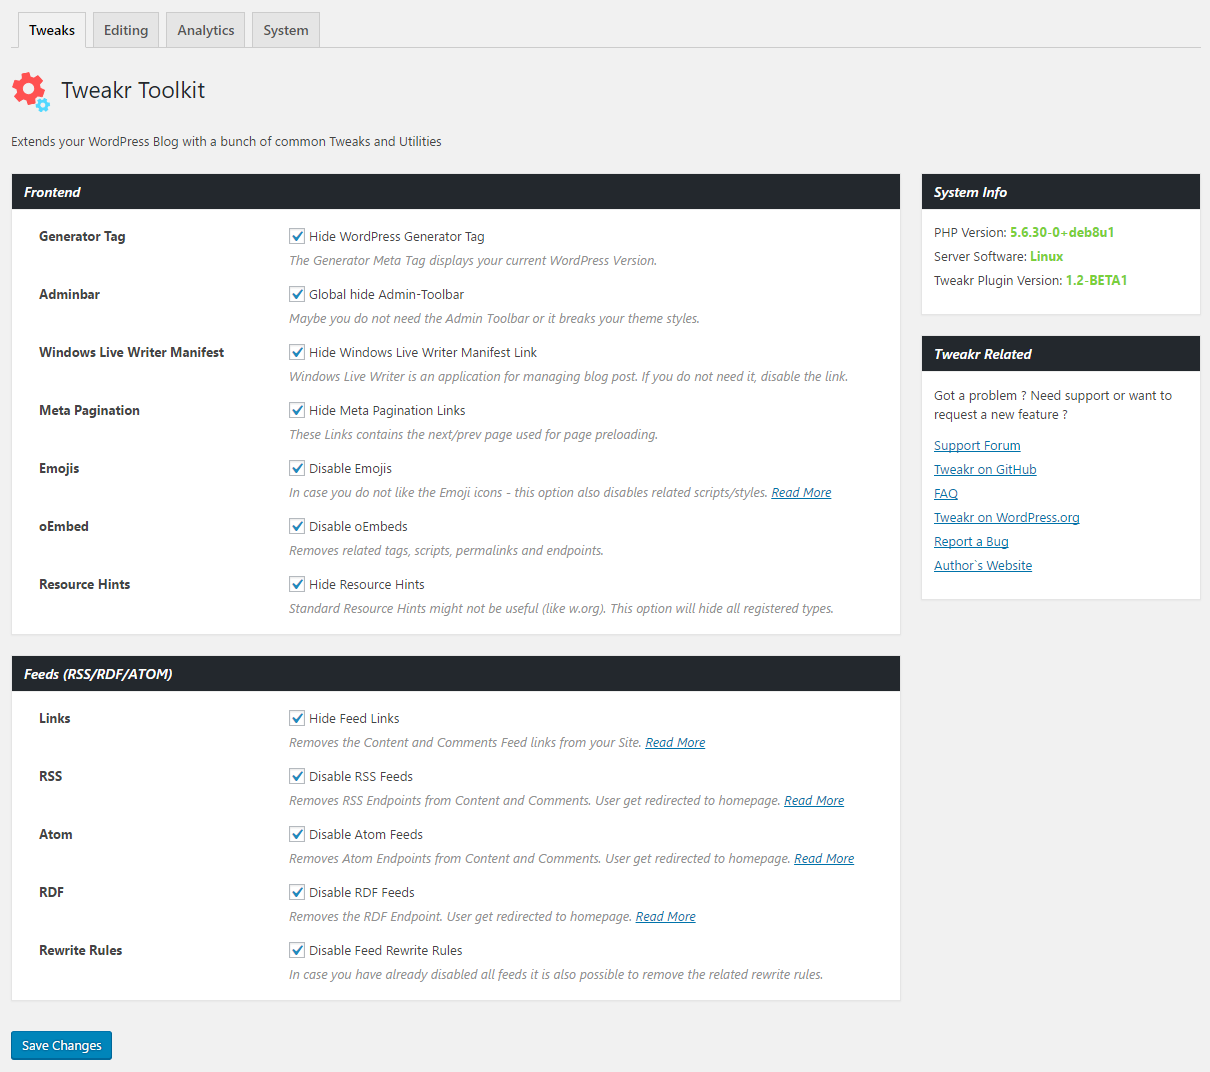 Tweaks
Editing
Analytics
System
Tweakr Toolkit
Extends your WordPress Blog with a bunch of common Tweaks and Utilities
Frontend
Generator Tag
Hide WordPress Generator Tag
The Generator Meta Tag displays your current WordPress Version.
Adminbar
Global hide Admin-Toolbar
Maybe you do not need the Admin Toolbar or it breaks your theme styles.
Windows Live Writer Manifest
Hide Windows Live Writer Manifest Link
Windows Live Writer is an application for managing blog post. If you do not need it, disable the link.
Meta Pagination
Hide Meta Pagination Links
These Links contains the next/prev page used for page preloading.
Emojis
Disable Emojis
In case you do not like the Emoji icons - this option also disables related scripts/styles. Read More
oEmbed
Disable oEmbeds
Removes related tags, scripts, permalinks and endpoints.
Resource Hints
Hide Resource Hints
Standard Resource Hints might not be useful (like w.org). This option will hide all registered types.
Feeds (RSS/RDF/ATOM)
Links
Hide Feed Links
Removes the Content and Comments Feed links from your Site. Read More
RSS
Disable RSS Feeds
Removes RSS Endpoints from Content and Comments. User get redirected to homepage. Read More
Atom
Disable Atom Feeds
Removes Atom Endpoints from Content and Comments. User get redirected to homepage. Read More
RDF
Disable RDF Feeds
Removes the RDF Endpoint. User get redirected to homepage. Read More
Rewrite Rules
Disable Feed Rewrite Rules
In case you have already disabled all feeds it is also possible to remove the related rewrite rules.
Save Changes
System Info
PHP Version: 5.6.30-0+deb8u1
Server Software: Linux
Tweakr Plugin Version: 1.2-BETA1
Tweakr Related
Got a problem ? Need support or want to
request a new feature ?
Support Forum
Tweakr on GitHub
FAQ
Tweakr on WordPress.org
Report a Bug
Author`s Website